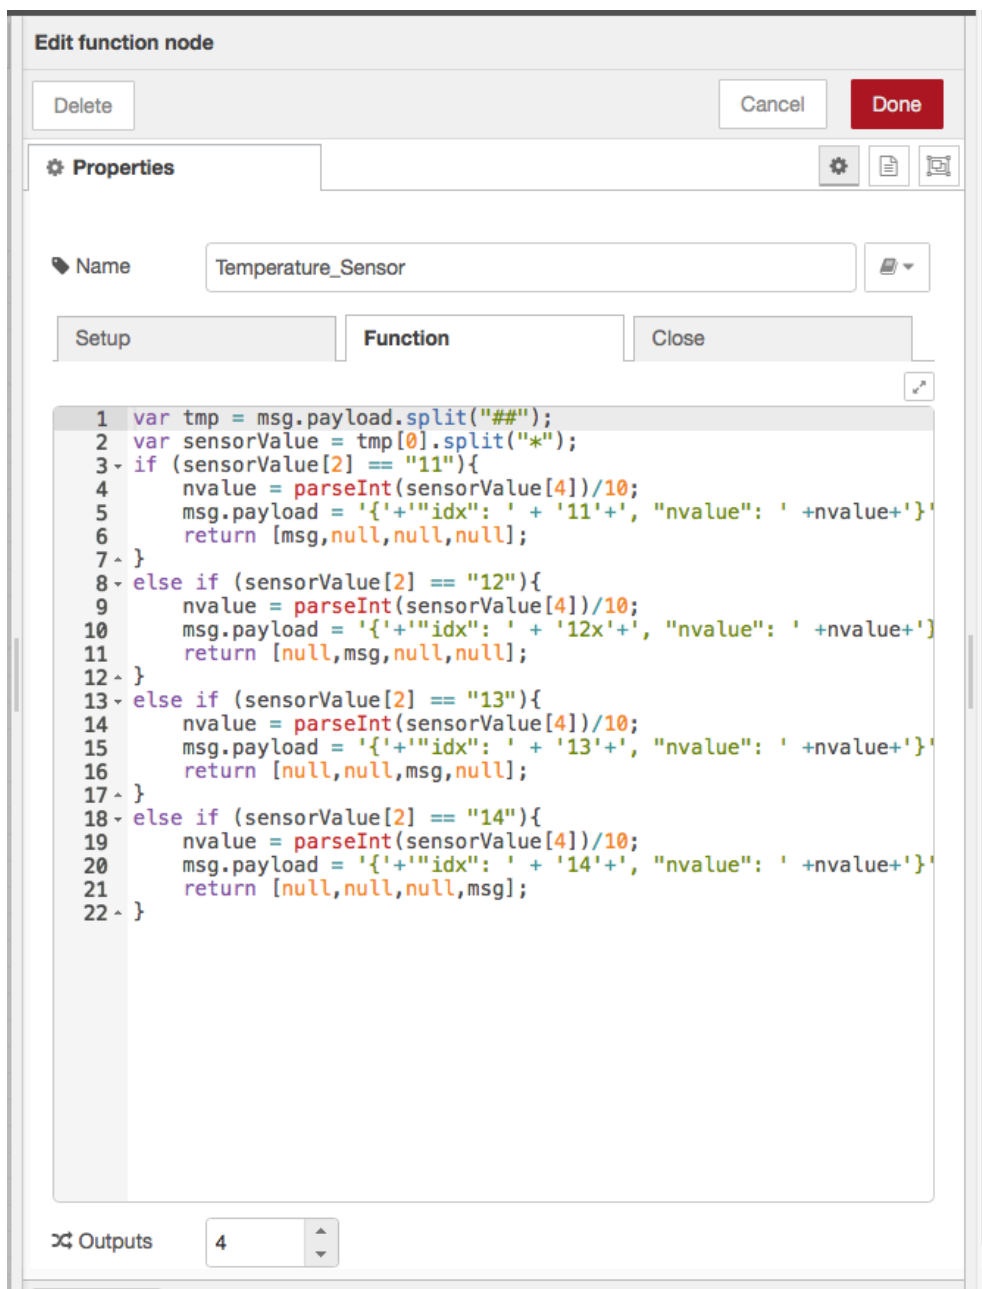 Edit function node
Delete
Cancel
Done
Properties
Name
Temperature_Sensor
Setup
Function
Close
1 var tmp = msg.payload.split("##");
2 var sensorValue = tmp[0].split("*");
3 if (sensorValue[2] == "11"){
4 nvalue = parseInt(sensorValue[4])/10;
5 msg.payload = '{'+'"idx": ' + '11'+', "nvalue": ' +nvalue+'}'
6 return [msg,null,null,null];
7 }
8 else if (sensorValue[2] == "12"){
9 nvalue = parseInt(sensorValue[4])/10;
10 msg.payload = '{'+'"idx": ' + '12x'+', "nvalue": ' +nvalue+'}
11 return [null,msg,null,null];
12 }
13 else if (sensorValue[2] == "13"){
14 nvalue = parseInt(sensorValue[4])/10;
15 msg.payload = '{'+'"idx": ' + '13'+', "nvalue": ' +nvalue+'}'
16 return [null,null,msg,null];
17 }
18 else if (sensorValue[2] == "14"){
19 nvalue = parseInt(sensorValue[4])/10;
20 msg.payload = '{'+'"idx": ' + '14'+', "nvalue": ' +nvalue+'}'
21 return [null,null,null,msg];
22 }
Outputs
4